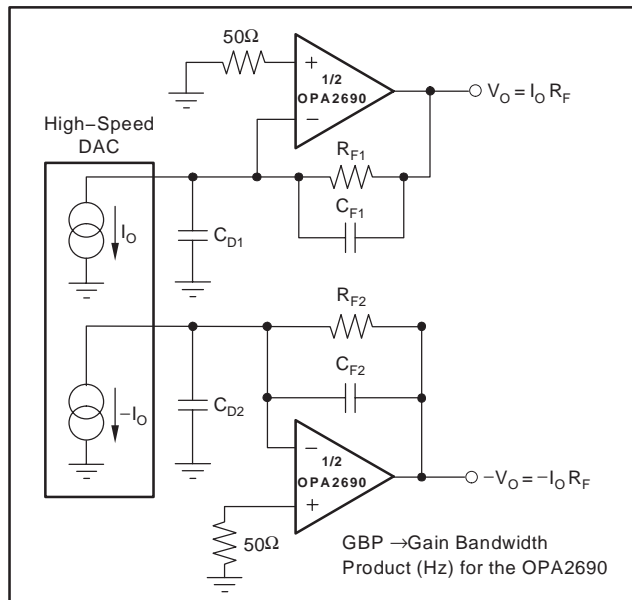 50Ω
+
1/2
OPA2690
−
V_O = I_O R_F
High−Speed
DAC
R_F1
C_F1
I_O
C_D1
R_F2
C_F2
−I_O
C_D2
−
1/2
OPA2690
+
−V_O = −I_O R_F
50Ω
GBP →Gain Bandwidth
Product (Hz) for the OPA2690